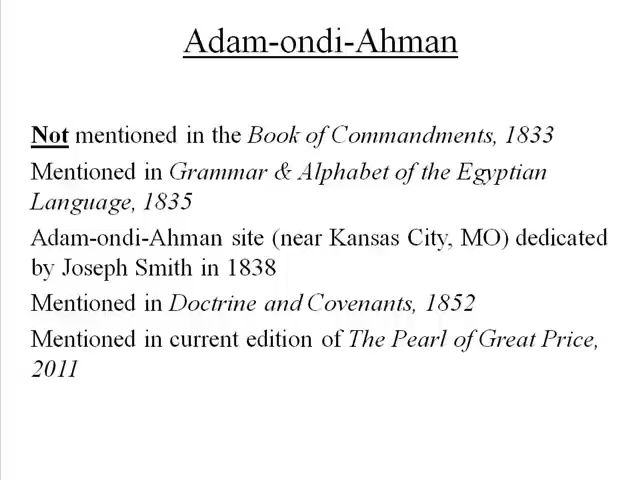 Adam-ondi-Ahman
Not mentioned in the Book of Commandments, 1833
Mentioned in Grammar & Alphabet of the Egyptian
Language, 1835
Adam-ondi-Ahman site (near Kansas City, MO) dedicated
by Joseph Smith in 1838
Mentioned in Doctrine and Covenants, 1852
Mentioned in current edition of The Pearl of Great Price,
2011